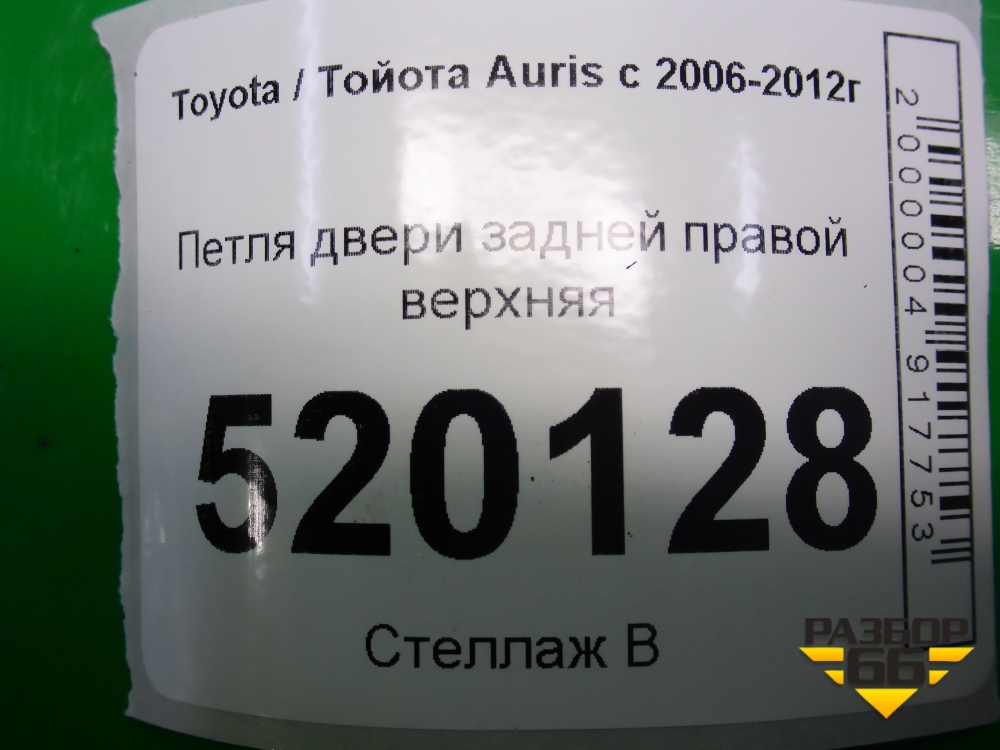 Toyota / Тойота Auris с 2006-2012г
Петля двери задней правой
верхняя
520128
Стеллаж В
2000004917753
РАЗБОР
66